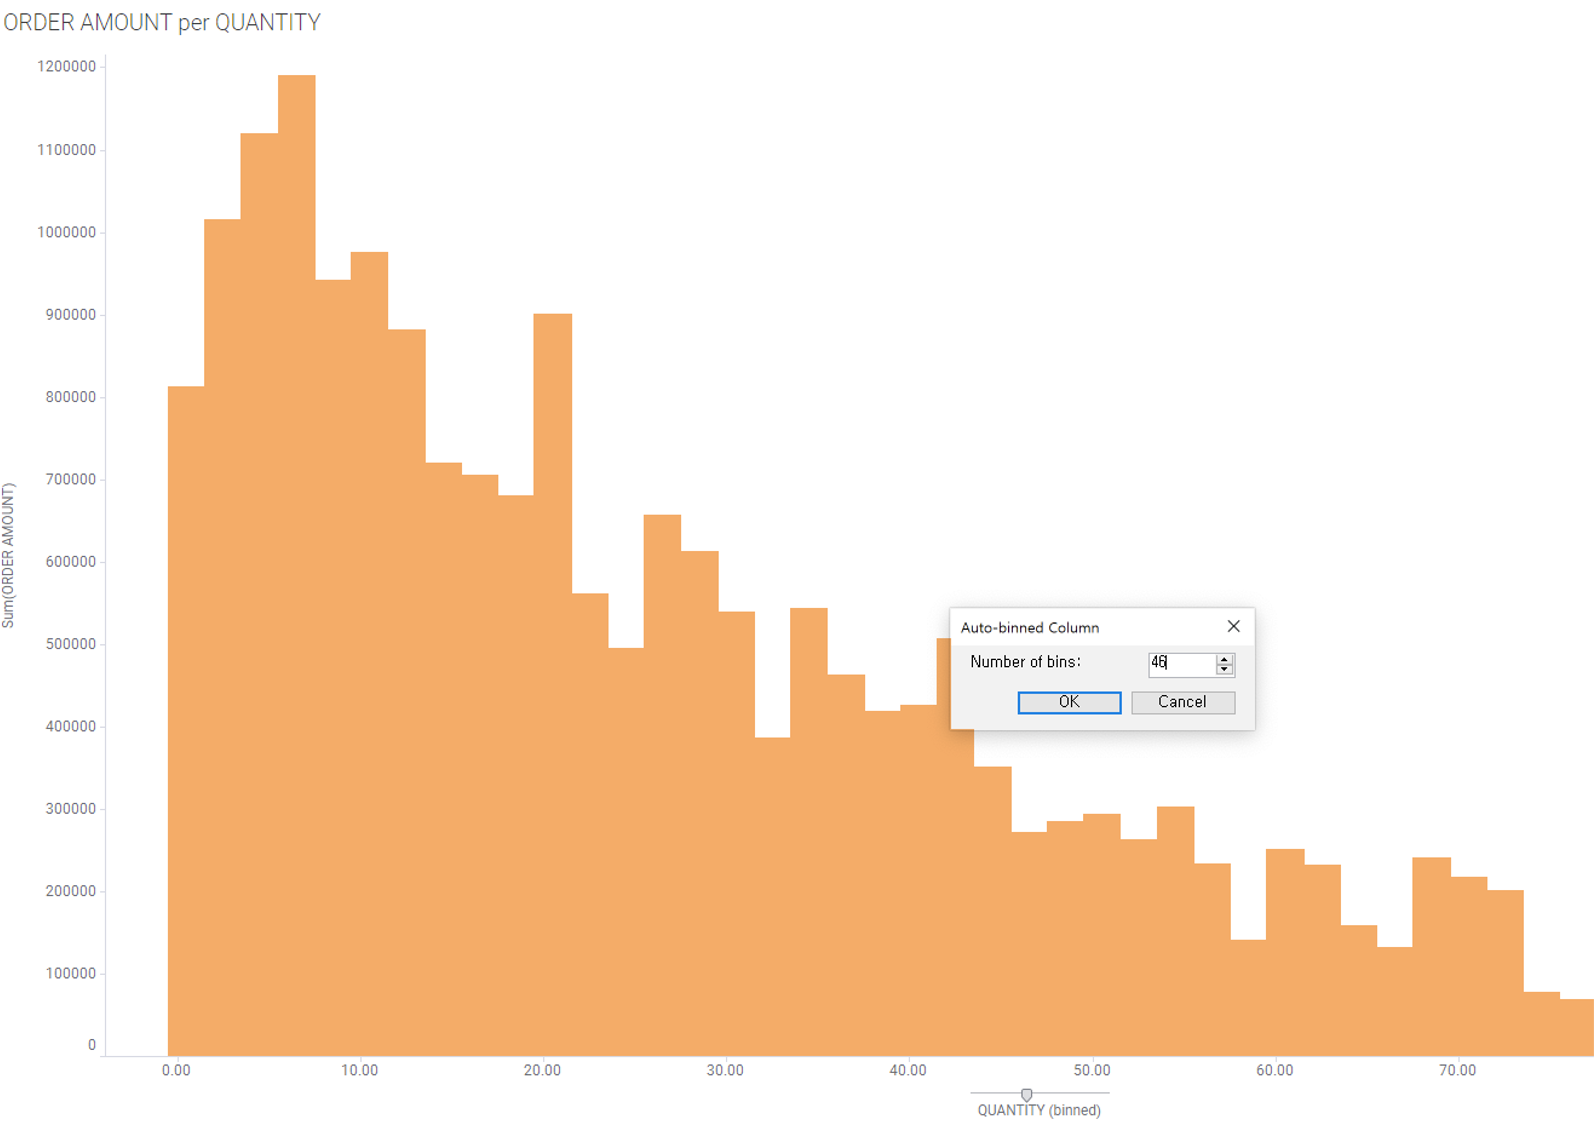 ORDER AMOUNT per QUANTITY
1200000
1100000
1000000
900000
800000
700000
600000
500000
400000
300000
200000
100000
0
Sum(ORDER AMOUNT)
Auto-binned Column
Number of bins: 46
OK Cancel
0.00 10.00 20.00 30.00 40.00 50.00 60.00 70.00
QUANTITY (binned)